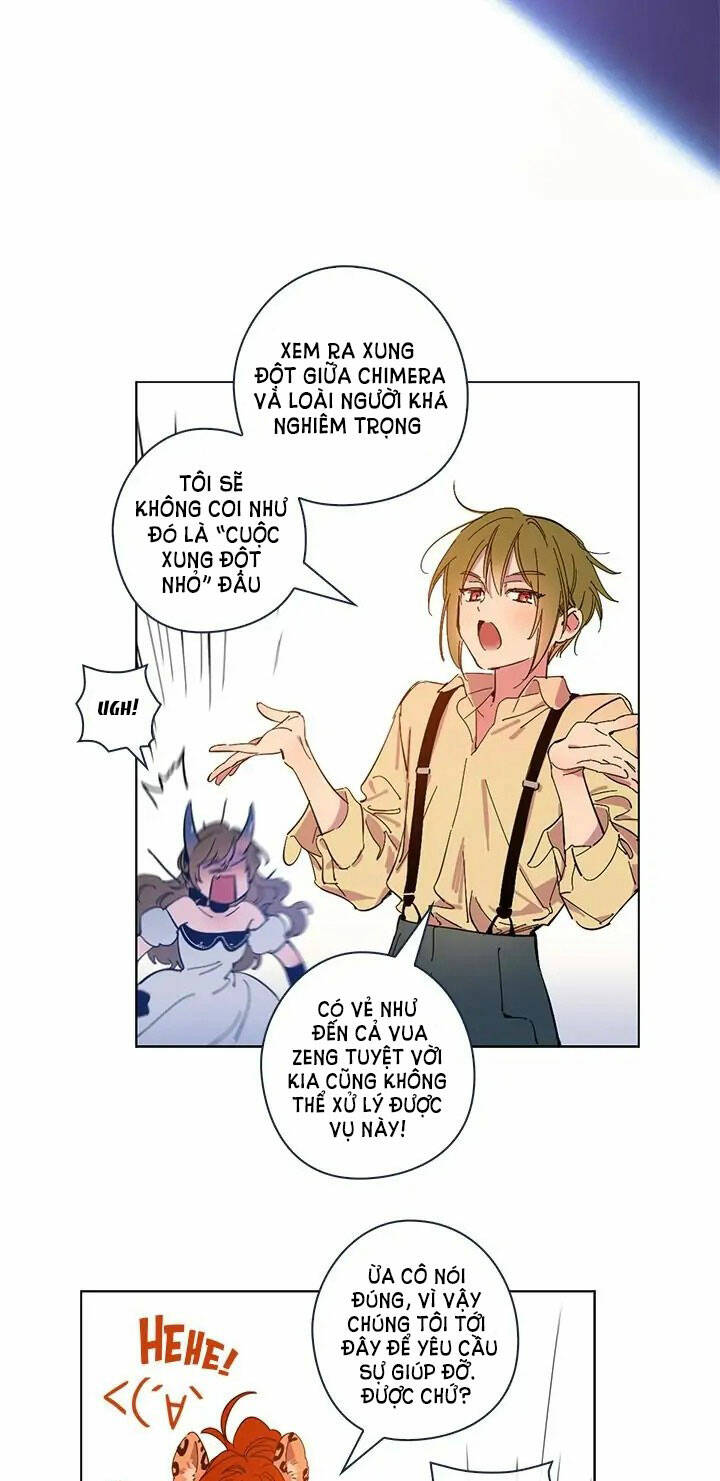 XEM RA XUNG
ĐỘT GIỮA CHIMERA
VÀ LOÀI NGƯỜI KHÁ
NGHIÊM TRỌNG
TÔI SẼ
KHÔNG COI NHƯ
ĐÓ LÀ "CUỘC
XUNG ĐỘT
NHỎ" ĐÂU
UGH!
CÓ VẺ NHƯ
ĐẾN CẢ VUA
ZENG TUYỆT VỜI
KIA CŨNG KHÔNG
THỂ XỬ LÝ ĐƯỢC
VỤ NÀY!
ỪA CÔ NÓI
ĐÚNG, VÌ VẬY
CHÚNG TÔI TỚI
ĐÂY ĐỂ YÊU CẦU
SỰ GIÚP ĐỠ.
ĐƯỢC CHỨ?
HEHE!